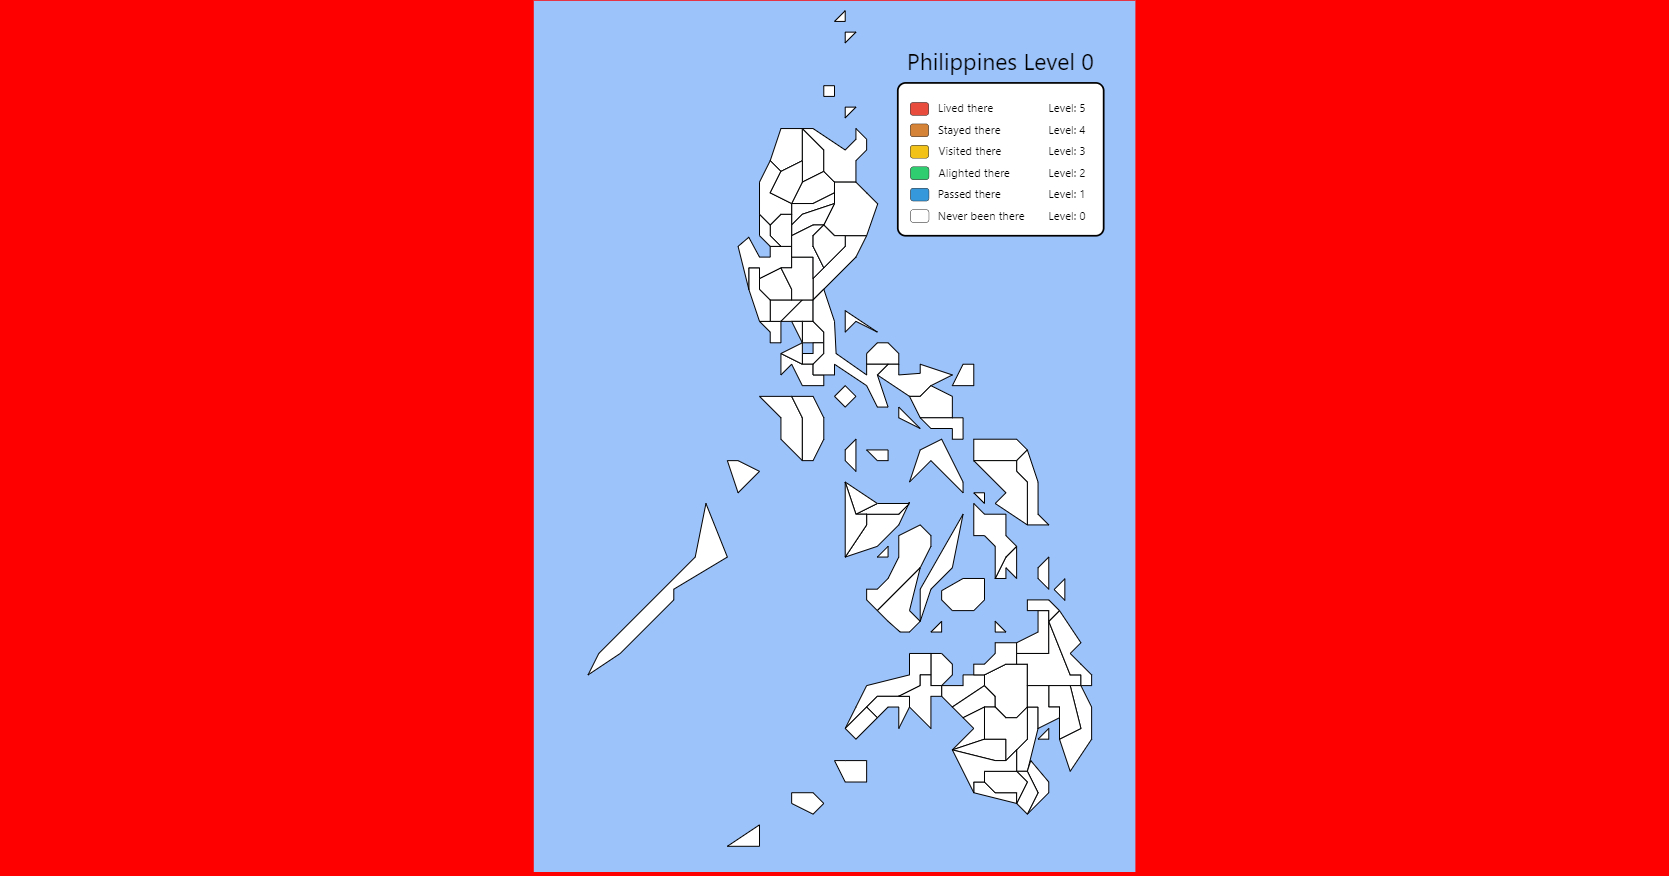 Philippines Level 0
Lived there Level: 5
Stayed there Level: 4
Visited there Level: 3
Alighted there Level: 2
Passed there Level: 1
Never been there Level: 0